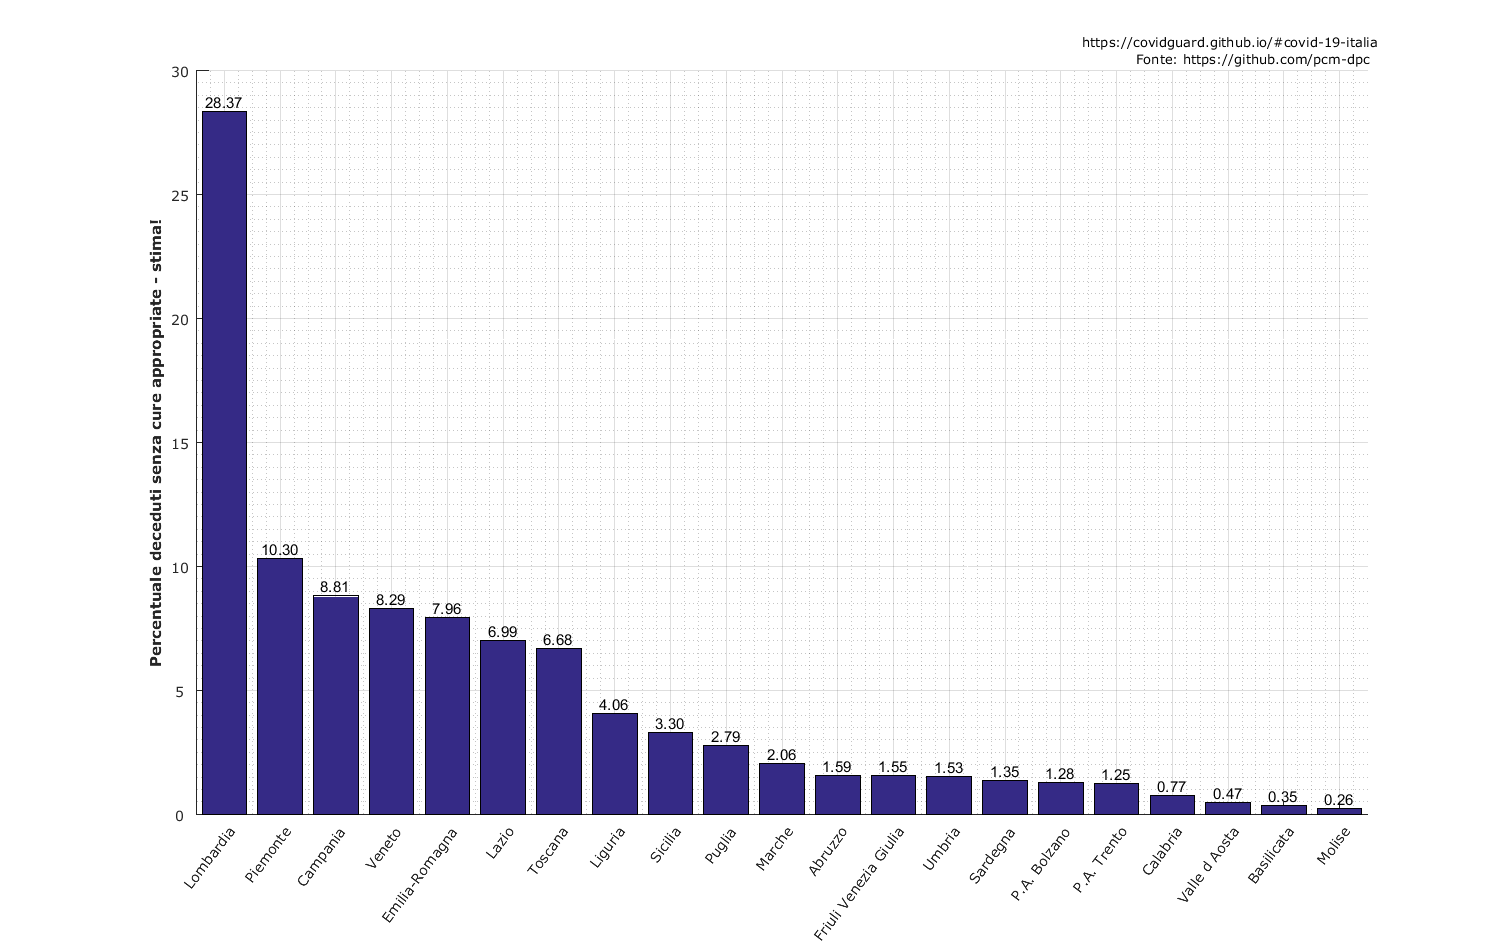 https://covidguard.github.io/#covid-19-italia
Fonte: https://github.com/pcm-dpc
Percentuale deceduti senza cure appropriate - stima!
30
25
20
15
10
5
0
28.37
10.30
8.81
8.29
7.96
6.99
6.68
4.06
3.30
2.79
2.06
1.59
1.55
1.53
1.35
1.28
1.25
0.77
0.47
0.35
0.26
Lombardia
Piemonte
Campania
Veneto
Emilia-Romagna
Lazio
Toscana
Liguria
Sicilia
Puglia
Marche
Abruzzo
Friuli Venezia Giulia
Umbria
Sardegna
P.A. Bolzano
P.A. Trento
Calabria
Valle d Aosta
Basilicata
Molise